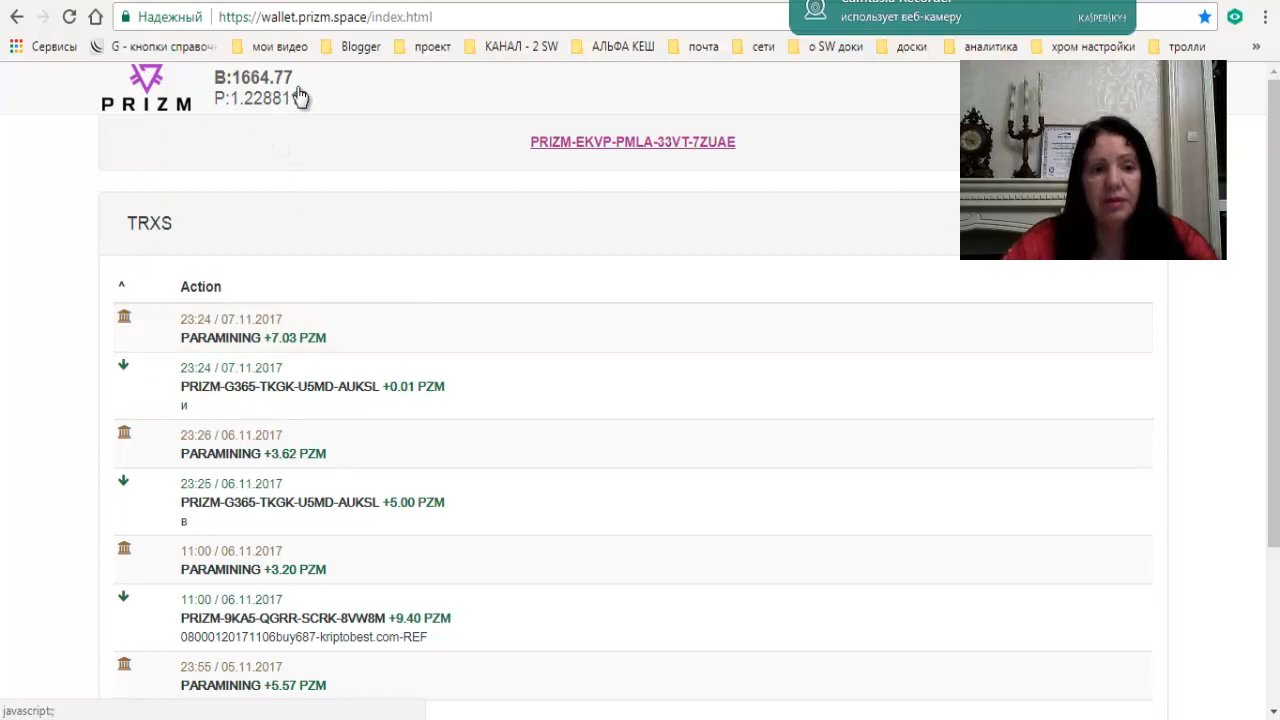 Надежный
https://wallet.prizm.space/index.html
использует веб-камеру
KASPERSKY
Сервисы
G - кнопки справоч
мои видео
Blogger
проект
КАНАЛ - 2 SW
АЛЬФА КЕШ
почта
сети
о SW доки
доски
аналитика
хром настройки
тролли
PRIZM
B:1664.77
P:1.22881
PRIZM-EKVP-PMLA-33VT-7ZUAE
TRXS
^ Action
23:24 / 07.11.2017
PARAMINING +7.03 PZM
23:24 / 07.11.2017
PRIZM-G365-TKGK-U5MD-AUKSL +0.01 PZM
и
23:26 / 06.11.2017
PARAMINING +3.62 PZM
23:25 / 06.11.2017
PRIZM-G365-TKGK-U5MD-AUKSL +5.00 PZM
в
11:00 / 06.11.2017
PARAMINING +3.20 PZM
11:00 / 06.11.2017
PRIZM-9KA5-QGRR-SCRK-8VW8M +9.40 PZM
08000120171106buy687-kriptobest.com-REF
23:55 / 05.11.2017
PARAMINING +5.57 PZM
javascript:;